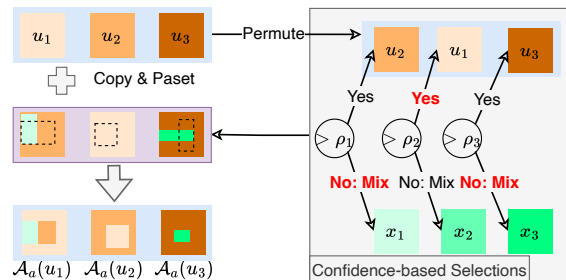 u₁ u₂ u₃
Permute
u₂ u₁ u₃
Copy & Paset
Yes Yes Yes
> ρ₁ > ρ₂ > ρ₃
No: Mix No: Mix No: Mix
x₁ x₂ x₃
𝒜ₐ(u₁) 𝒜ₐ(u₂) 𝒜ₐ(u₃)
Confidence-based Selections